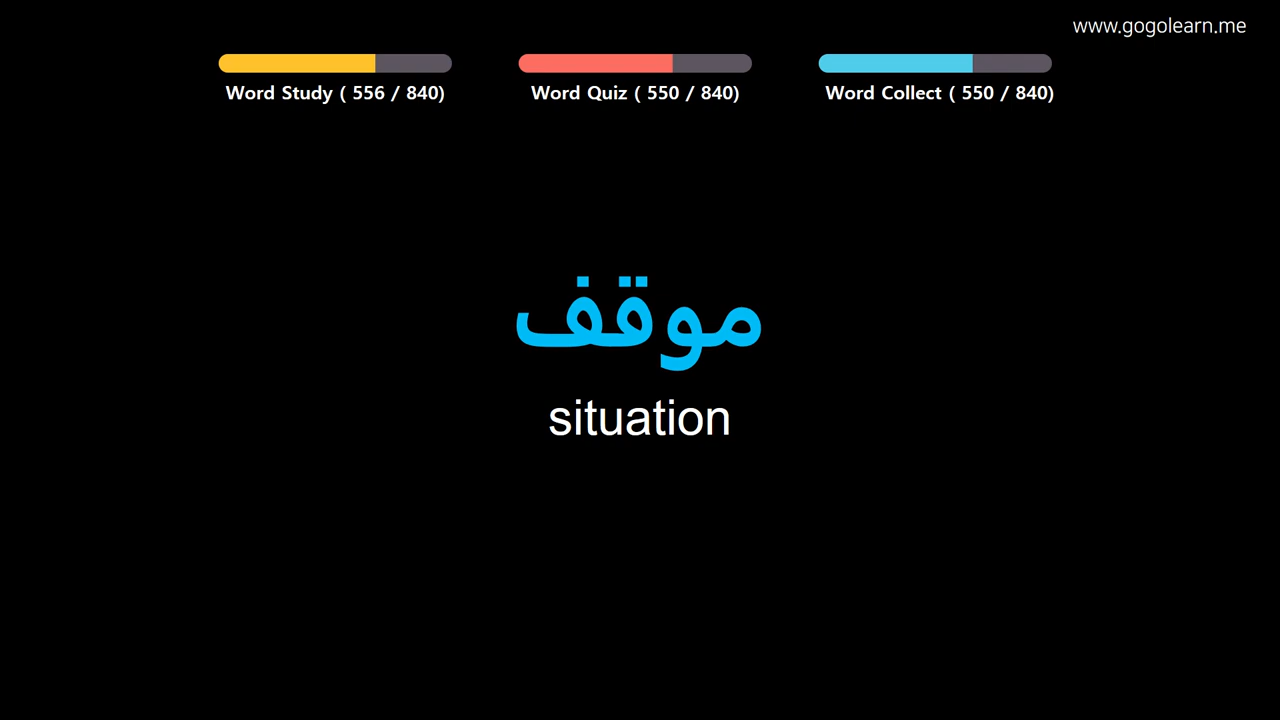 www.gogolearn.me
Word Study ( 556 / 840)
Word Quiz ( 550 / 840)
Word Collect ( 550 / 840)
موقف
situation